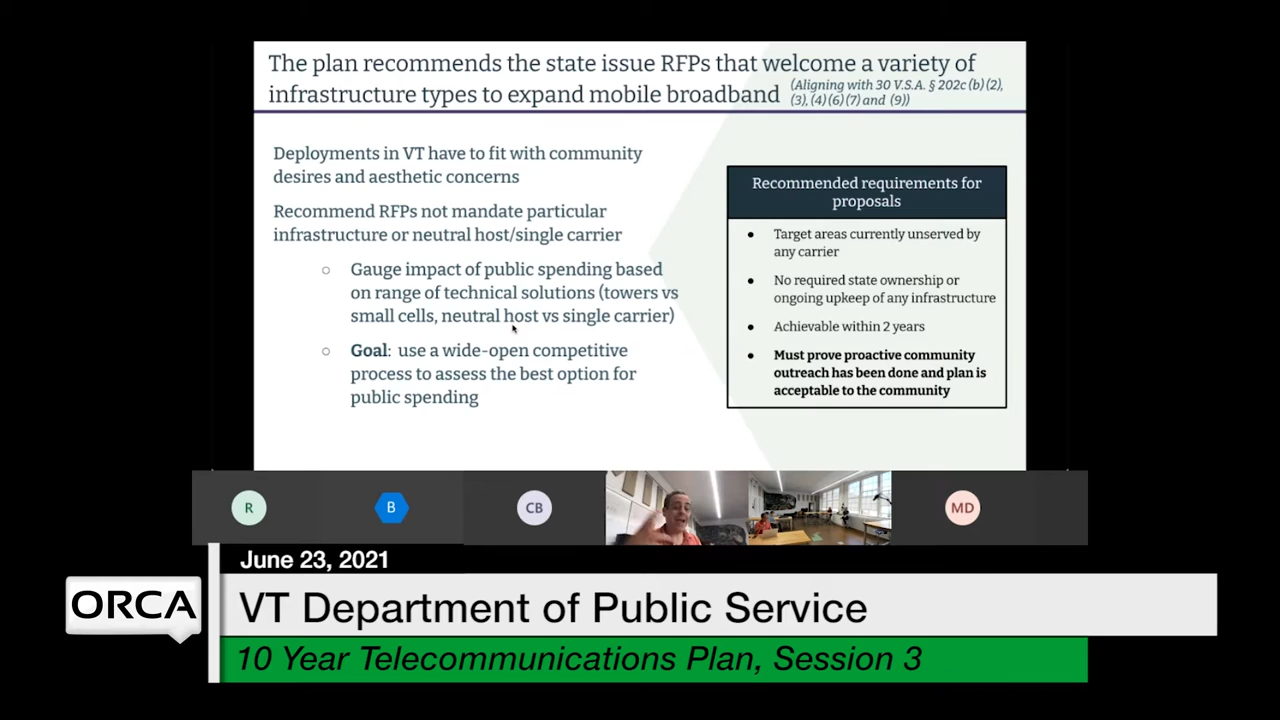 The plan recommends the state issue RFPs that welcome a variety of
infrastructure types to expand mobile broadband
(Aligning with 30 V.S.A. § 202c (b) (2),
(3), (4) (6) (7) and (9))
Deployments in VT have to fit with community
desires and aesthetic concerns
Recommend RFPs not mandate particular
infrastructure or neutral host/single carrier
○ Gauge impact of public spending based
on range of technical solutions (towers vs
small cells, neutral host vs single carrier)
○ Goal: use a wide-open competitive
process to assess the best option for
public spending
Recommended requirements for
proposals
● Target areas currently unserved by
any carrier
● No required state ownership or
ongoing upkeep of any infrastructure
● Achievable within 2 years
● Must prove proactive community
outreach has been done and plan is
acceptable to the community
R
B
CB
MD
June 23, 2021
ORCA
VT Department of Public Service
10 Year Telecommunications Plan, Session 3